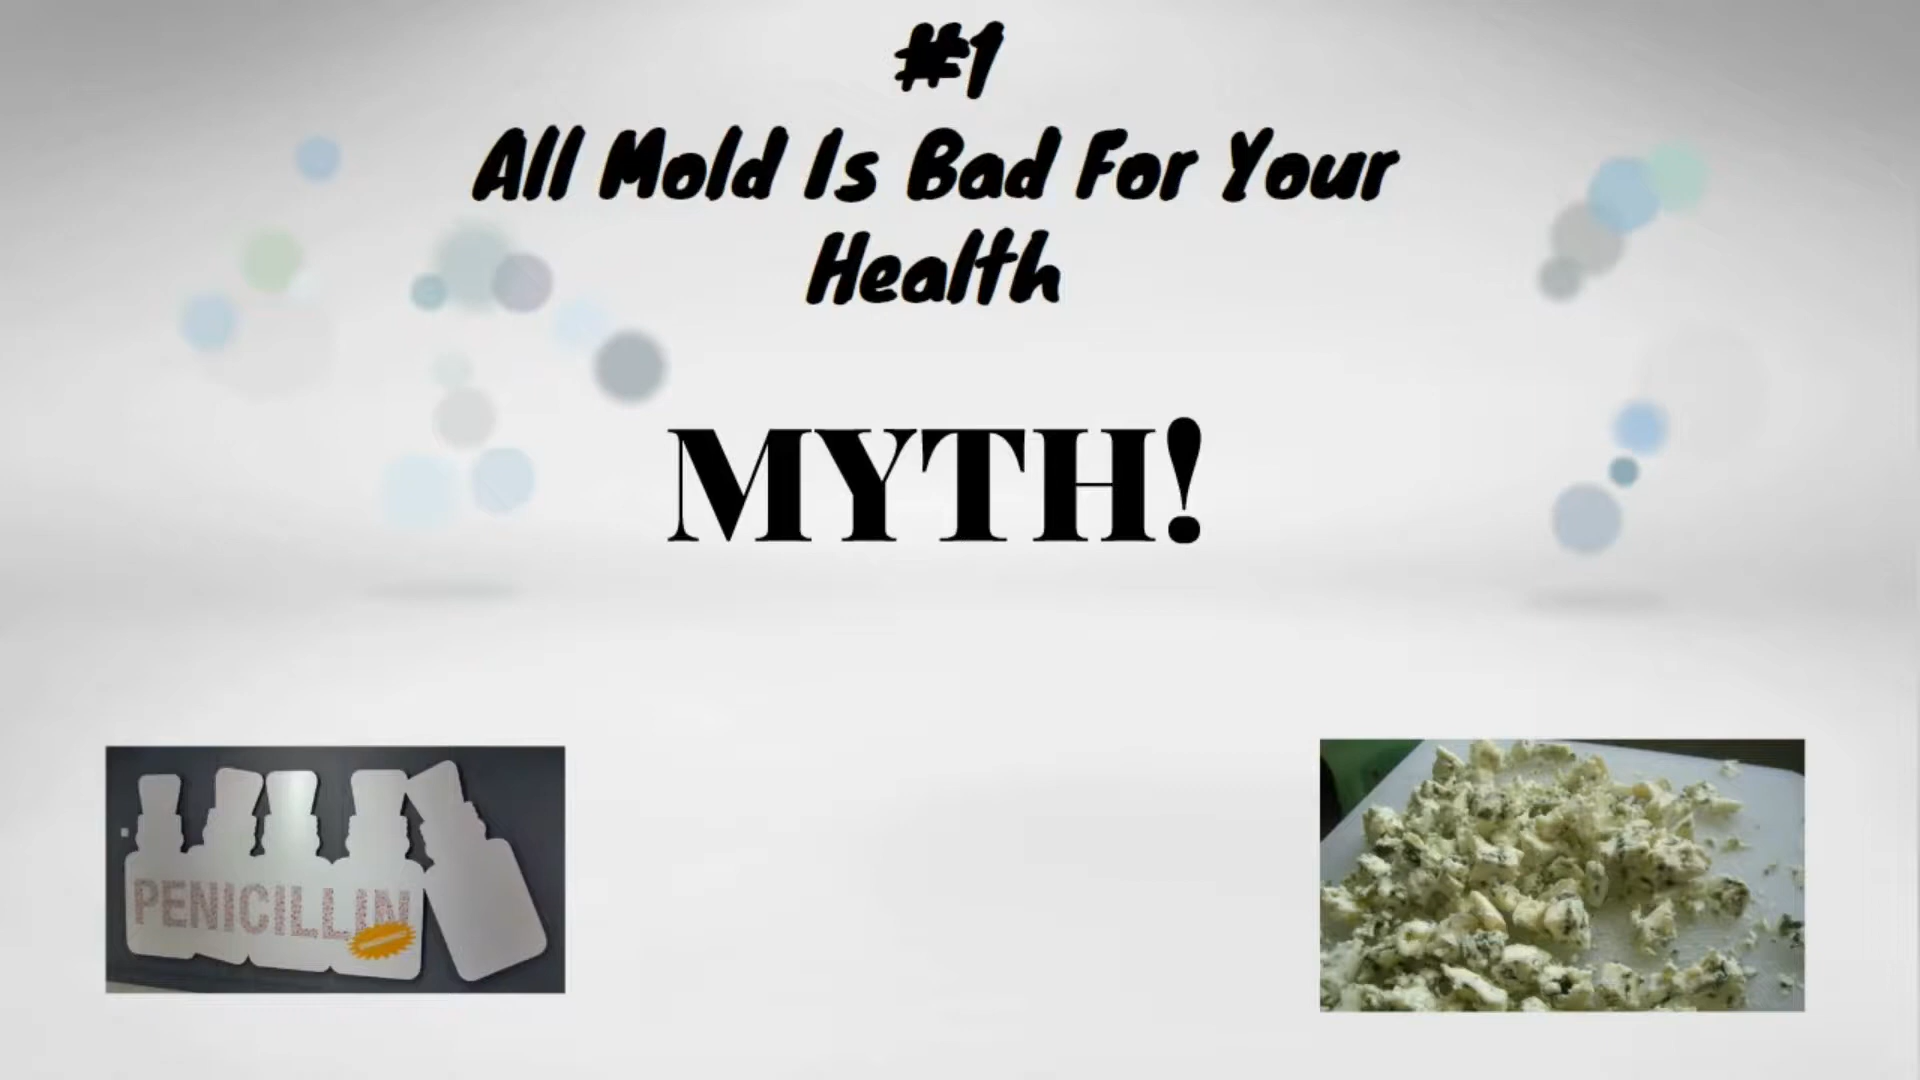 #1
All Mold Is Bad For Your
Health
MYTH!
PENICILLIN